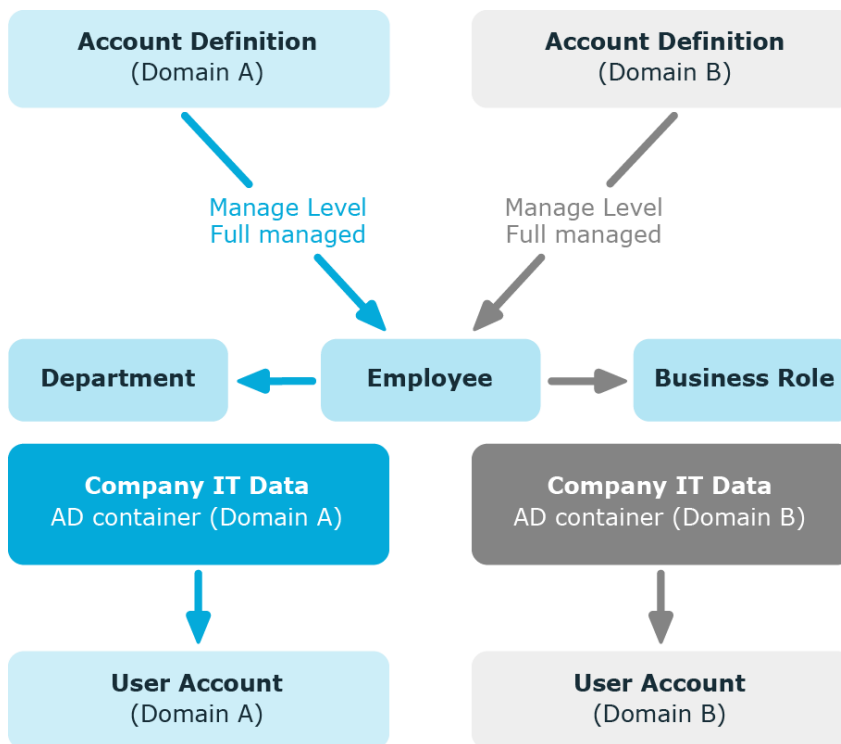 Account Definition
(Domain A)
Account Definition
(Domain B)
Manage Level
Full managed
Manage Level
Full managed
Department
Employee
Business Role
Company IT Data
AD container (Domain A)
Company IT Data
AD container (Domain B)
User Account
(Domain A)
User Account
(Domain B)